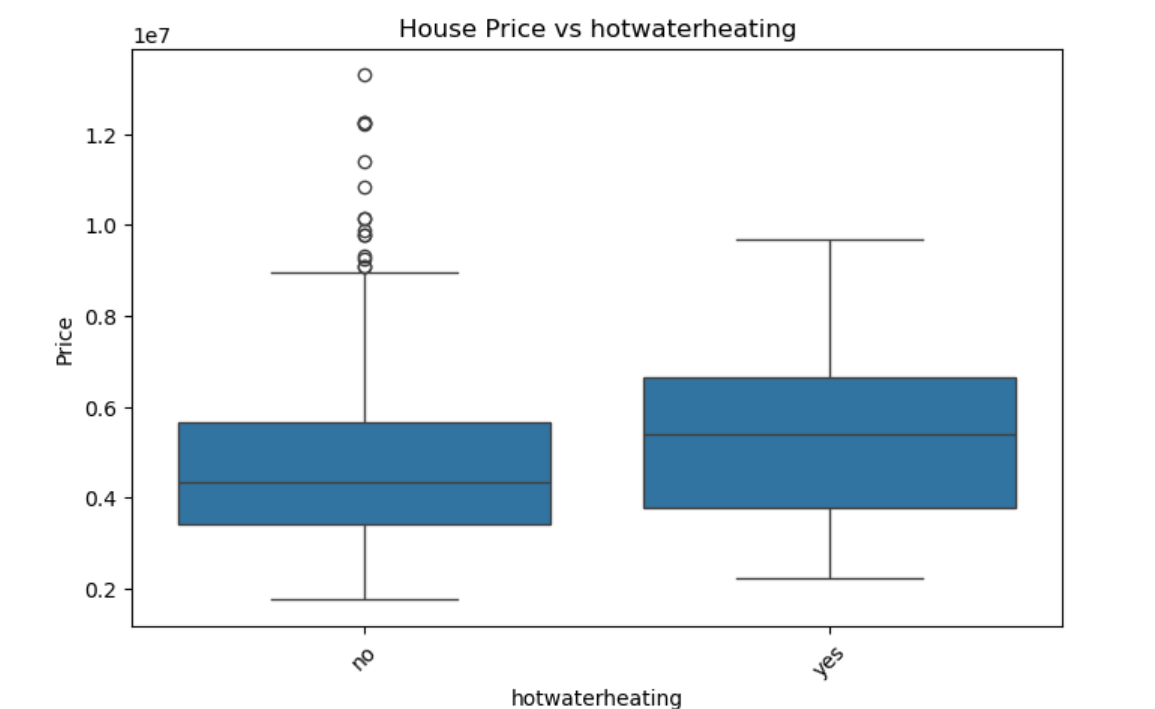 House Price vs hotwaterheating
1e7
1.2
1.0
0.8
0.6
0.4
0.2
Price
no
yes
hotwaterheating